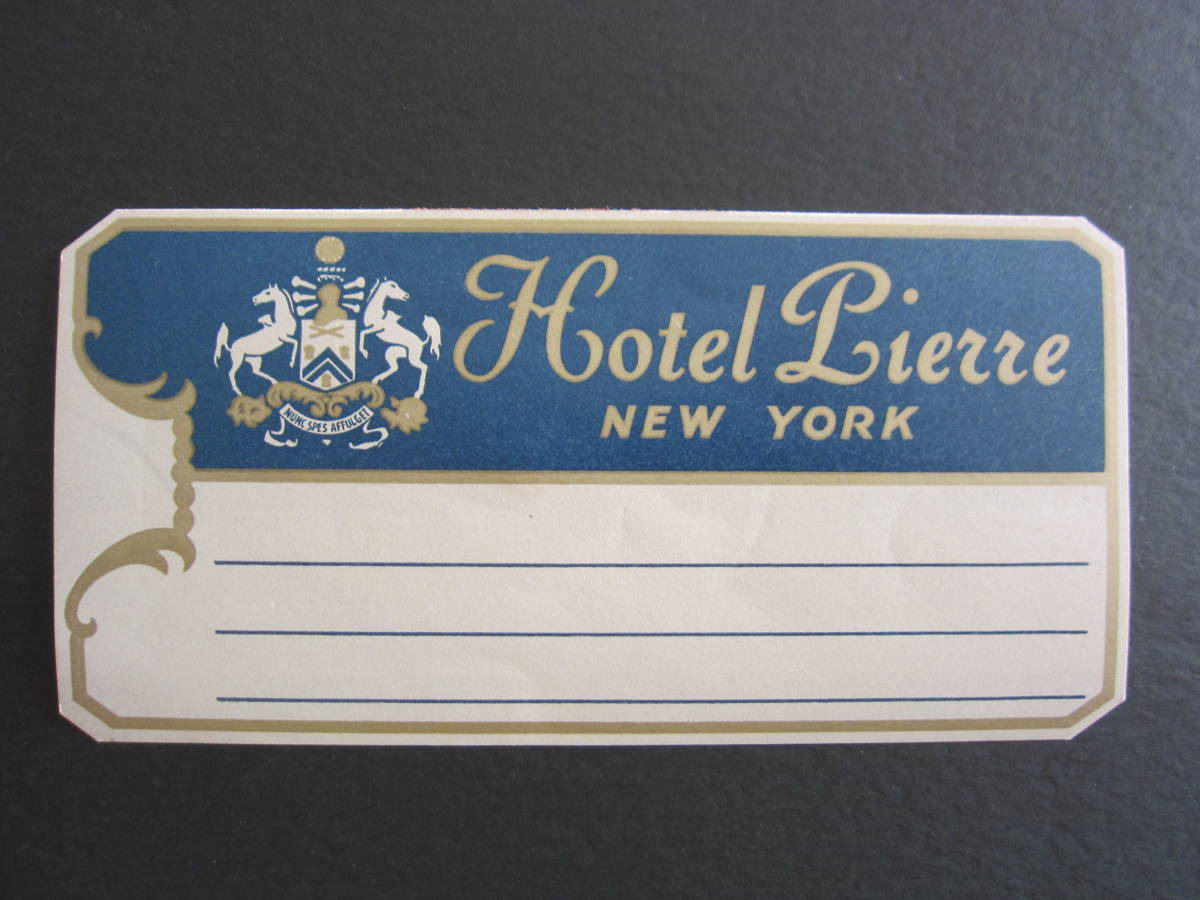 Hotel Pierre
NEW YORK
NUNC SPES AFFULGET